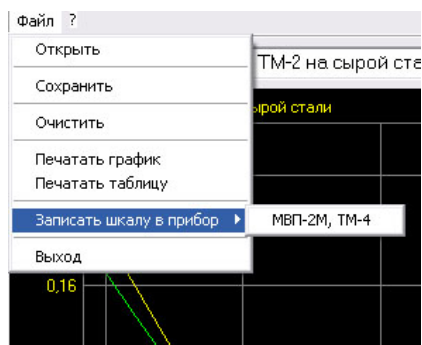 Файл ?
Открыть
ТМ-2 на сырой ста
Сохранить
сырой стали
Очистить
Печатать график
Печатать таблицу
Записать шкалу в прибор
МВП-2М, ТМ-4
Выход
0,16